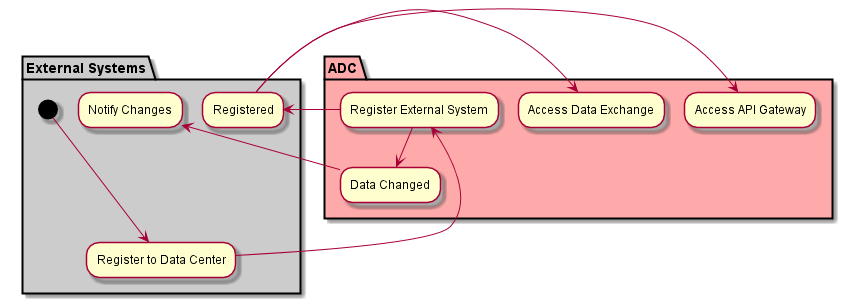 External Systems
ADC
Notify Changes
Registered
Register External System
Access Data Exchange
Access API Gateway
Data Changed
Register to Data Center